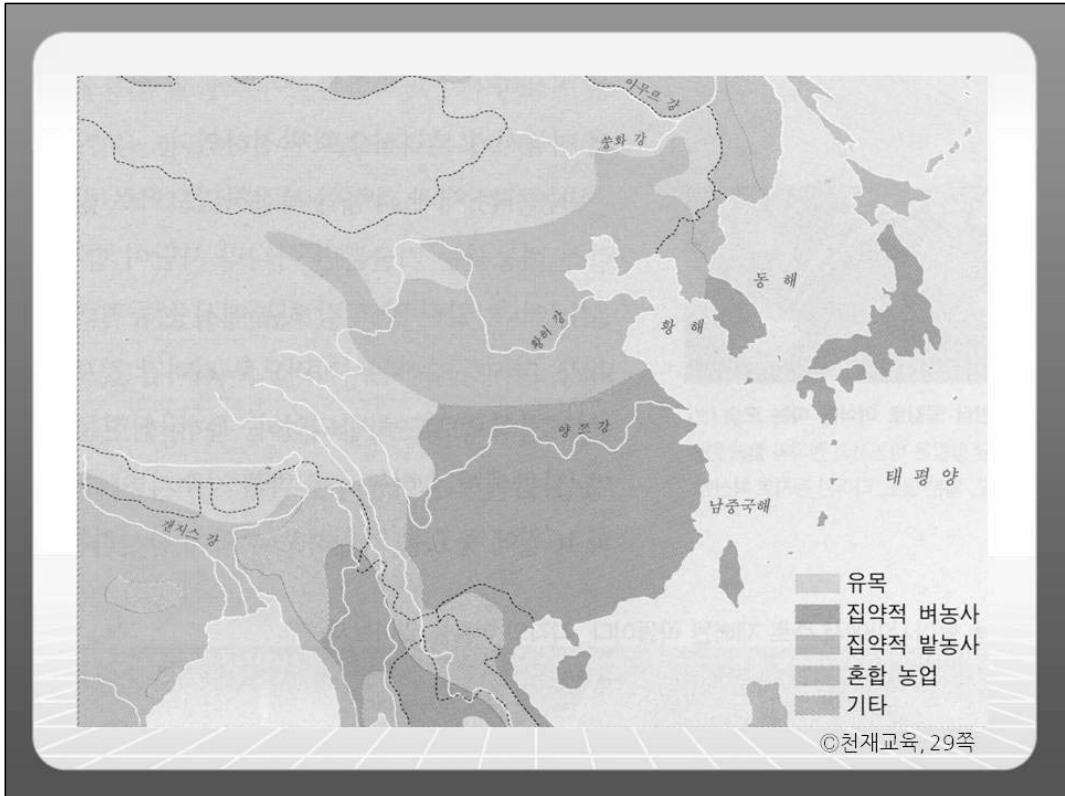 아무르 강
쑹화 강
동 해
황허 강
황 해
양 쯔 강
태 평 양
남중국해
갠지스 강
유목
집약적 벼농사
집약적 밭농사
혼합 농업
기타
©천재교육, 29쪽